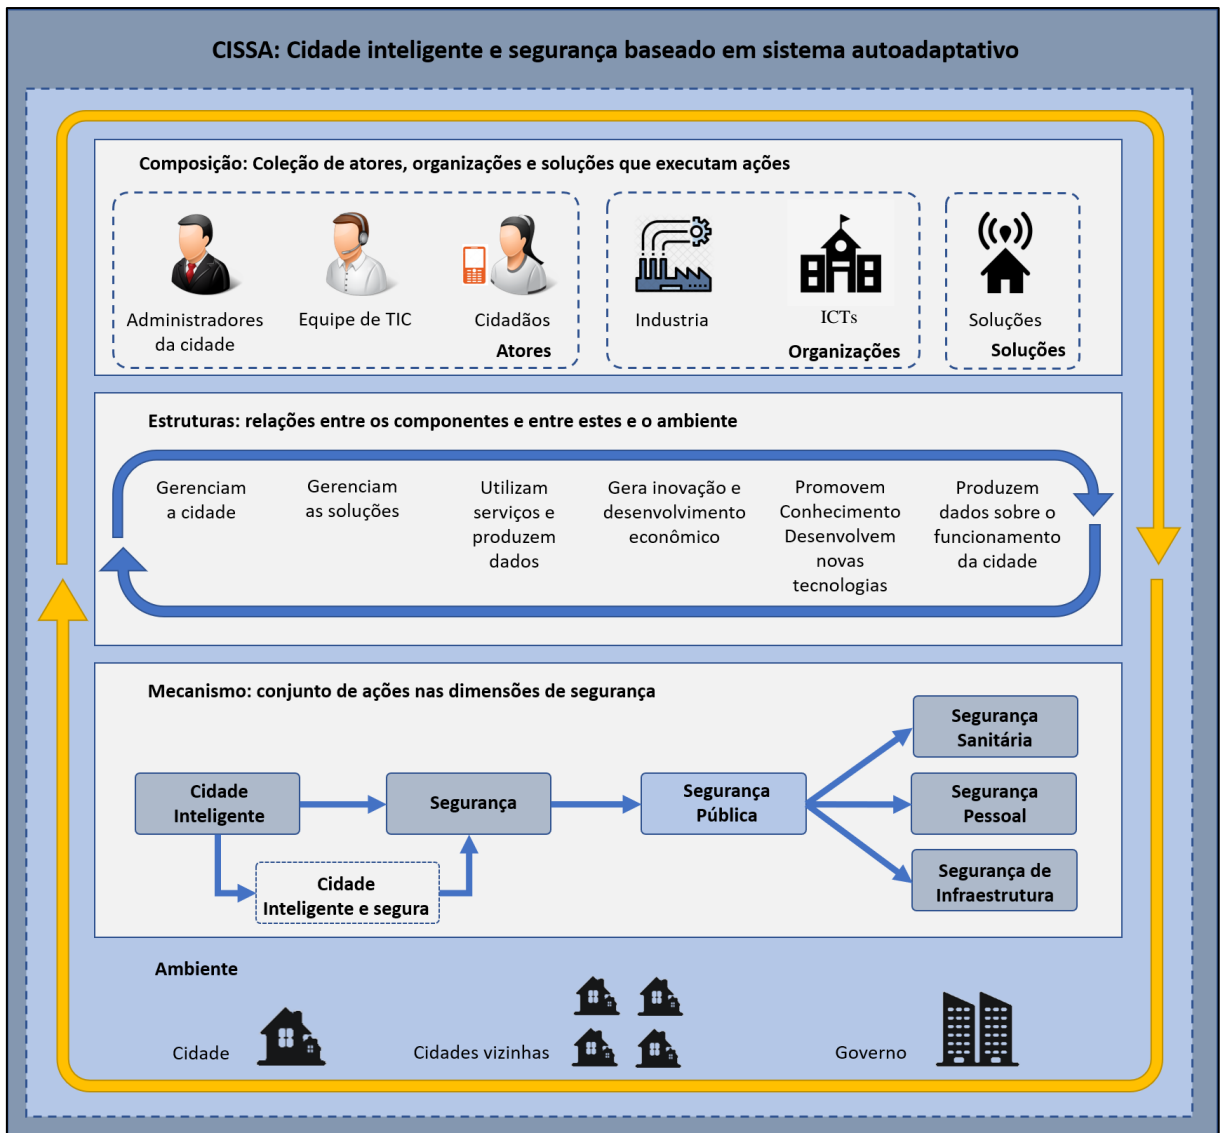 CISSA: Cidade inteligente e segurança baseado em sistema autoadaptativo
Composição: Coleção de atores, organizações e soluções que executam ações
Administradores
da cidade
Equipe de TIC
Cidadãos
Atores
Industria
ICTs
Organizações
Soluções
Soluções
Estruturas: relações entre os componentes e entre estes e o ambiente
Gerenciam
a cidade
Gerenciam
as soluções
Utilizam
serviços e
produzem
dados
Gera inovação e
desenvolvimento
econômico
Promovem
Conhecimento
Desenvolvem
novas
tecnologias
Produzem
dados sobre o
funcionamento
da cidade
Mecanismo: conjunto de ações nas dimensões de segurança
Cidade
Inteligente
Cidade
Inteligente e segura
Segurança
Segurança
Pública
Segurança
Sanitária
Segurança
Pessoal
Segurança de
Infraestrutura
Ambiente
Cidade
Cidades vizinhas
Governo